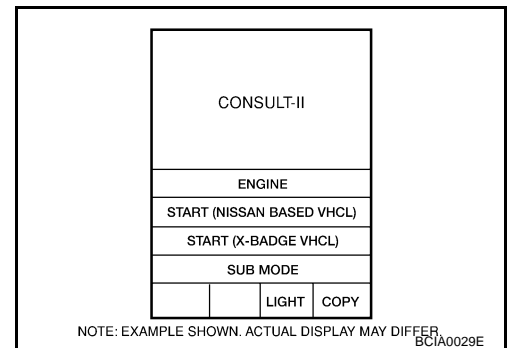 CONSULT-II
ENGINE
START (NISSAN BASED VHCL)
START (X-BADGE VHCL)
SUB MODE
LIGHT COPY
NOTE: EXAMPLE SHOWN. ACTUAL DISPLAY MAY DIFFER.
BCIA0029E